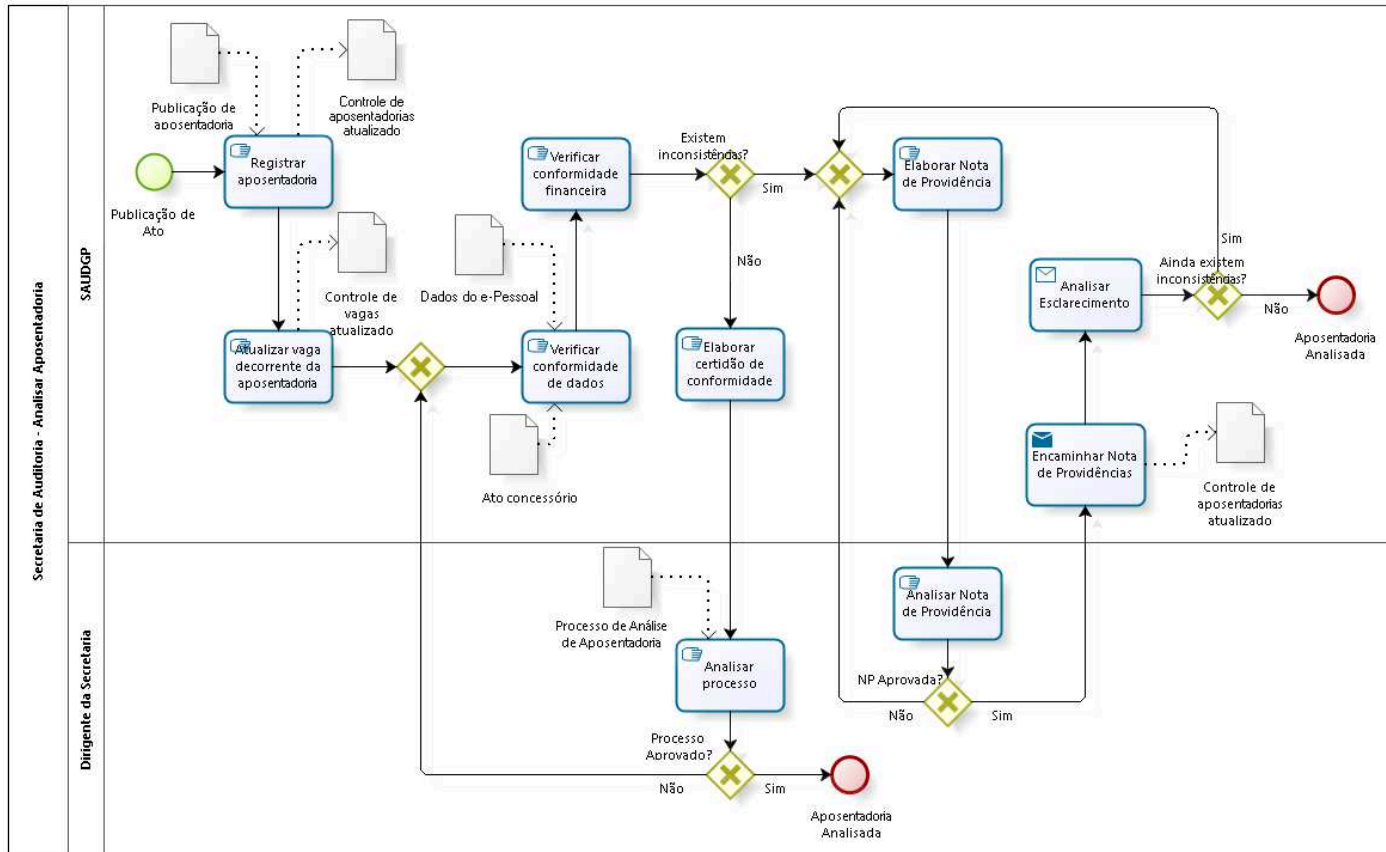 Secretaria de Auditoria - Analisar Aposentadoria
SAUDGP
Publicação de
aposentadoria
Controle de
aposentadorias
atualizado
Publicação de
Ato
Registrar
aposentadoria
Controle de
vagas
atualizado
Atualizar vaga
decorrente da
aposentadoria
Dados do e-Pessoal
Verificar
conformidade
financeira
Verificar
conformidade
de dados
Ato concessório
Existem
inconsistências?
Sim
Não
Elaborar
certidão de
conformidade
Elaborar Nota
de Providência
Analisar
Esclarecimento
Sim
Ainda existem
inconsistências?
Não
Aposentadoria
Analisada
Encaminhar Nota
de Providências
Controle de
aposentadorias
atualizado
Dirigente da Secretaria
Processo de Análise
de Aposentadoria
Analisar
processo
Processo
Aprovado?
Não
Sim
Aposentadoria
Analisada
Analisar Nota
de Providência
NP Aprovada?
Não
Sim